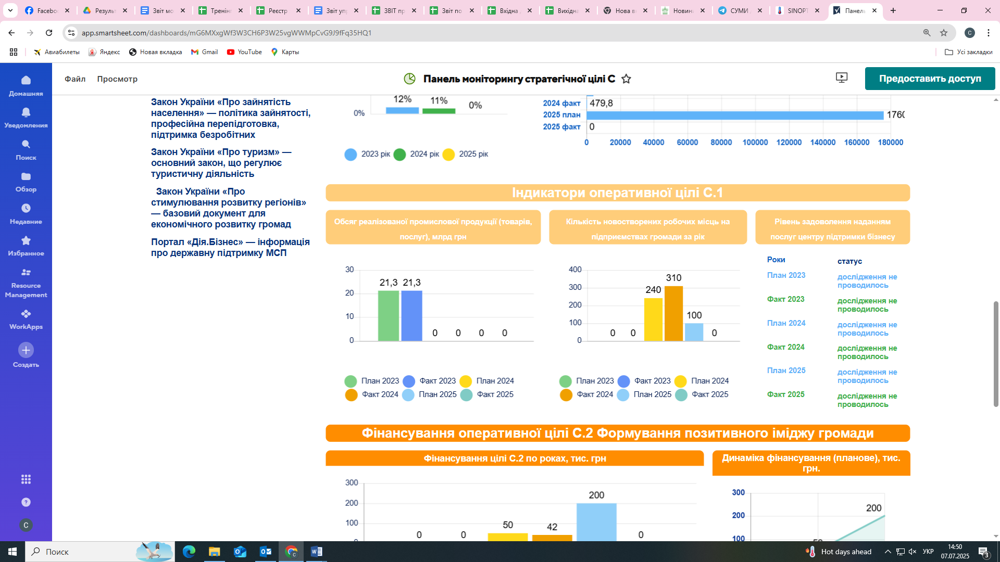 Facebo
Результ
Звіт мо
Тренінг
Реєстр
Звіт упр
ЗВІТ пр
Звіт по
Вхідна
Вихідна
Нова в
Новини
СУМИ
SINOPT
Панель
app.smartsheet.com/dashboards/mG6MXxgWf3W3CH6P3W25vgWWMpCvG9J9fFq35HQ1
Авиабилеты
Яндекс
Новая вкладка
Gmail
YouTube
Карты
Усі закладки
Файл
Просмотр
Панель моніторингу стратегічної цілі С
Предоставить доступ
Домашняя
Уведомления
Поиск
Обзор
Недавние
Избранное
Resource
Management
WorkApps
Создать
C
Закон України «Про зайнятість
населення» — політика зайнятості,
професійна перепідготовка,
підтримка безробітних
Закон України «Про туризм» —
основний закон, що регулює
туристичну діяльність
Закон України «Про
стимулювання розвитку регіонів»
— базовий документ для
економічного розвитку громад
Портал «Дія.Бізнес» — інформація
про державну підтримку МСП
12%
11%
0%
0%
2023 рік
2024 рік
2025 рік
2024 факт
479,8
2025 план
1760
2025 факт
0
0 20000 40000 60000 80000 100000 120000 140000 160000 180000
Індикатори оперативної цілі С.1
Обсяг реалізованої промислової продукції (товарів,
послуг), млрд грн
30
20
10
0
21,3 21,3 0 0 0 0
План 2023 Факт 2023 План 2024
Факт 2024 План 2025 Факт 2025
Кількість новостворених робочих місць на
підприємствах громади за рік
400
300
200
100
0
0 0 240 310 100 0
План 2023 Факт 2023 План 2024
Факт 2024 План 2025 Факт 2025
Рівень задоволення наданням
послуг центру підтримки бізнесу
Роки статус
План 2023 дослідження не
проводилось
Факт 2023 дослідження не
проводилось
План 2024 дослідження не
проводилось
Факт 2024 дослідження не
проводилось
План 2025 дослідження не
проводилось
Факт 2025 дослідження не
проводилось
Фінансування оперативної цілі С.2 Формування позитивного іміджу громади
Фінансування цілі С.2 по роках, тис. грн
300
200
100
0 0 50 42 200 0
Динаміка фінансування (планове), тис.
грн.
300
200
100
200
Поиск
Hot days ahead
УКР
14:50
07.07.2025
3